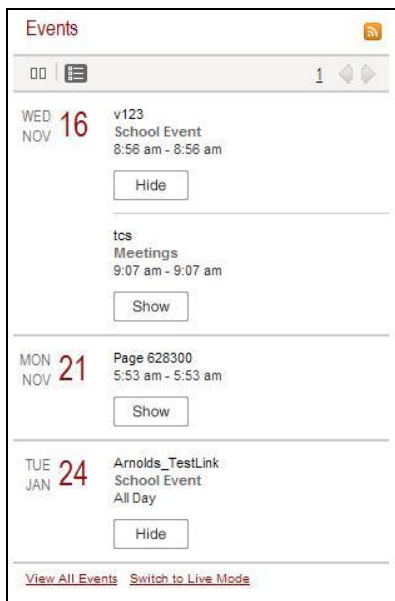 Events
1
WED NOV 16
v123
School Event
8:56 am - 8:56 am
Hide
tcs
Meetings
9:07 am - 9:07 am
Show
MON NOV 21
Page 628300
5:53 am - 5:53 am
Show
TUE JAN 24
Arnolds_TestLink
School Event
All Day
Hide
View All Events Switch to Live Mode